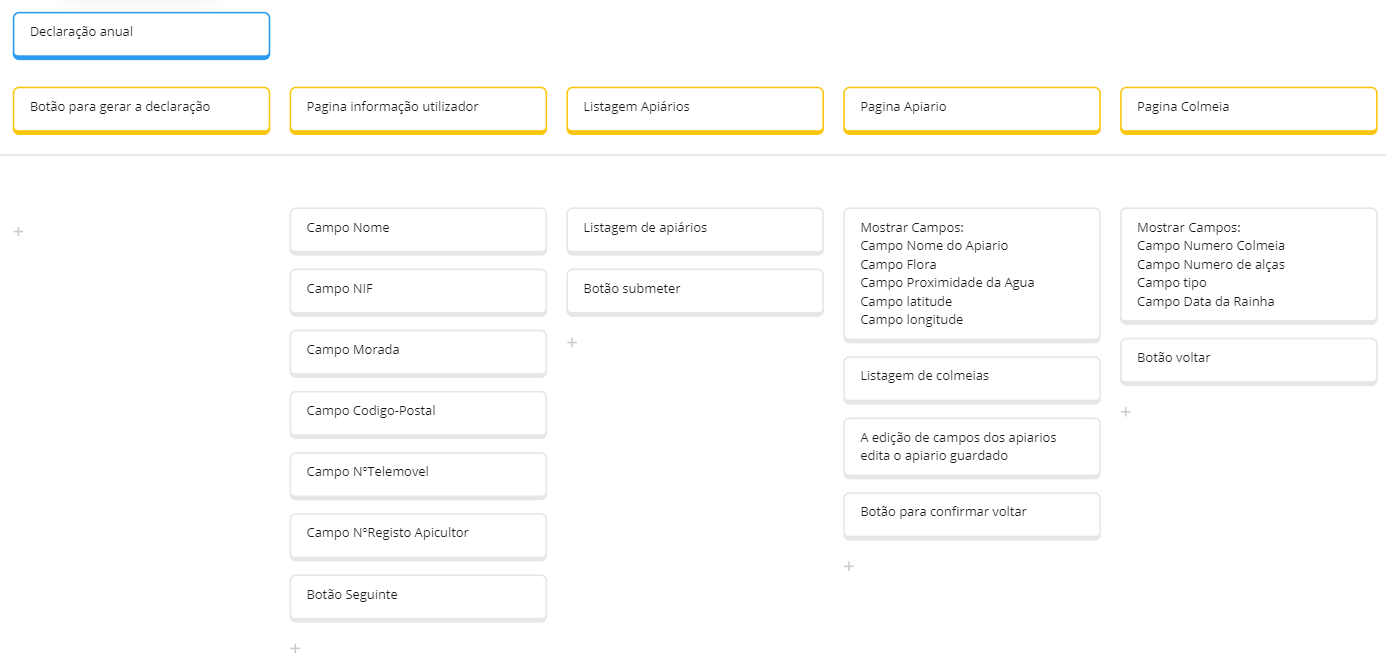 Declaração anual
Botão para gerar a declaração
Pagina informação utilizador
Listagem Apiários
Pagina Apiario
Pagina Colmeia
Campo Nome
Campo NIF
Campo Morada
Campo Codigo-Postal
Campo NºTelemovel
Campo NºRegisto Apicultor
Botão Seguinte
Listagem de apiários
Botão submeter
Mostrar Campos:
Campo Nome do Apiario
Campo Flora
Campo Proximidade da Agua
Campo latitude
Campo longitude
Listagem de colmeias
A edição de campos dos apiarios
edita o apiario guardado
Botão para confirmar voltar
Mostrar Campos:
Campo Numero Colmeia
Campo Numero de alças
Campo tipo
Campo Data da Rainha
Botão voltar